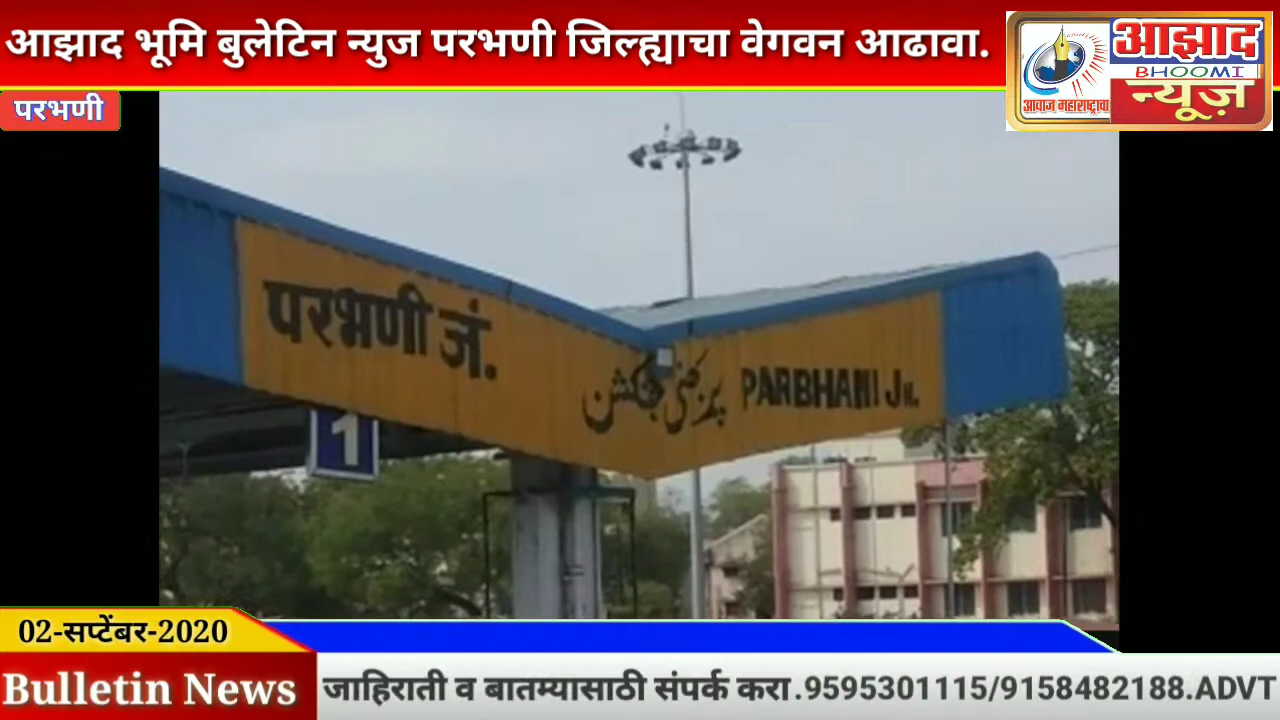 आझाद भूमि बुलेटिन न्युज परभणी जिल्ह्याचा वेगवन आढावा.
आझाद
BHOOMI
न्यूज़
आवाज महाराष्ट्राचा
परभणी
परभणी जं.
پربھنی جنکشن
PARBHANI JN.
1
02-सप्टेंबर-2020
Bulletin News
जाहिराती व बातम्यासाठी संपर्क करा.9595301115/9158482188.ADVT